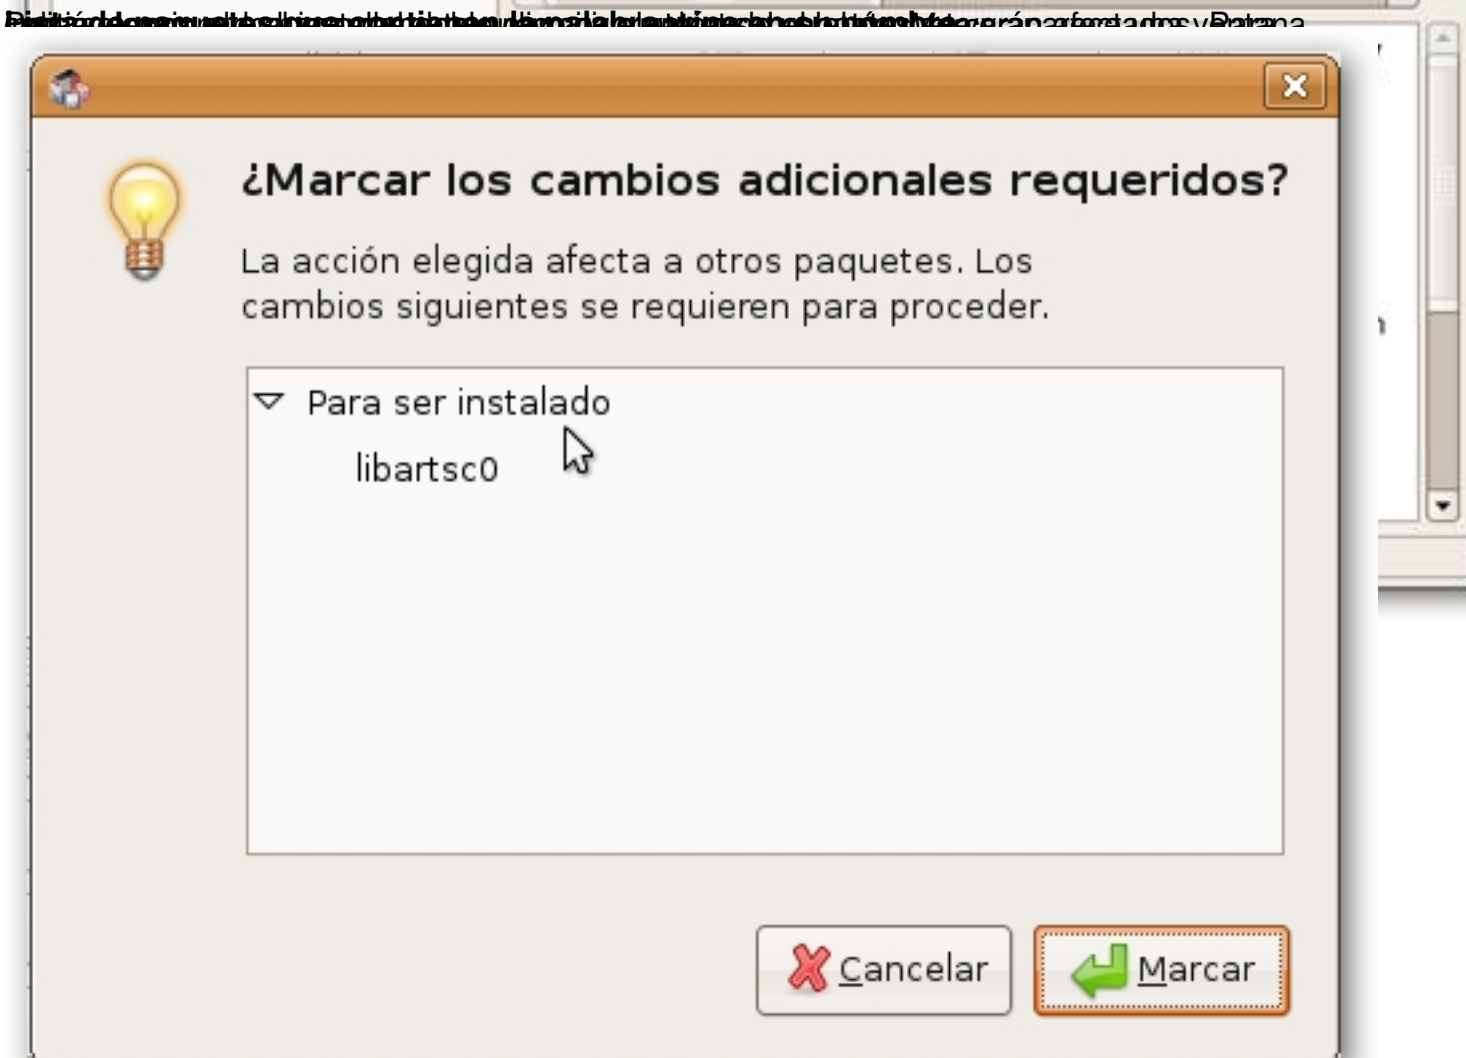 ¿Marcar los cambios adicionales requeridos?
La acción elegida afecta a otros paquetes. Los
cambios siguientes se requieren para proceder.
Para ser instalado
libartsc0
Cancelar
Marcar